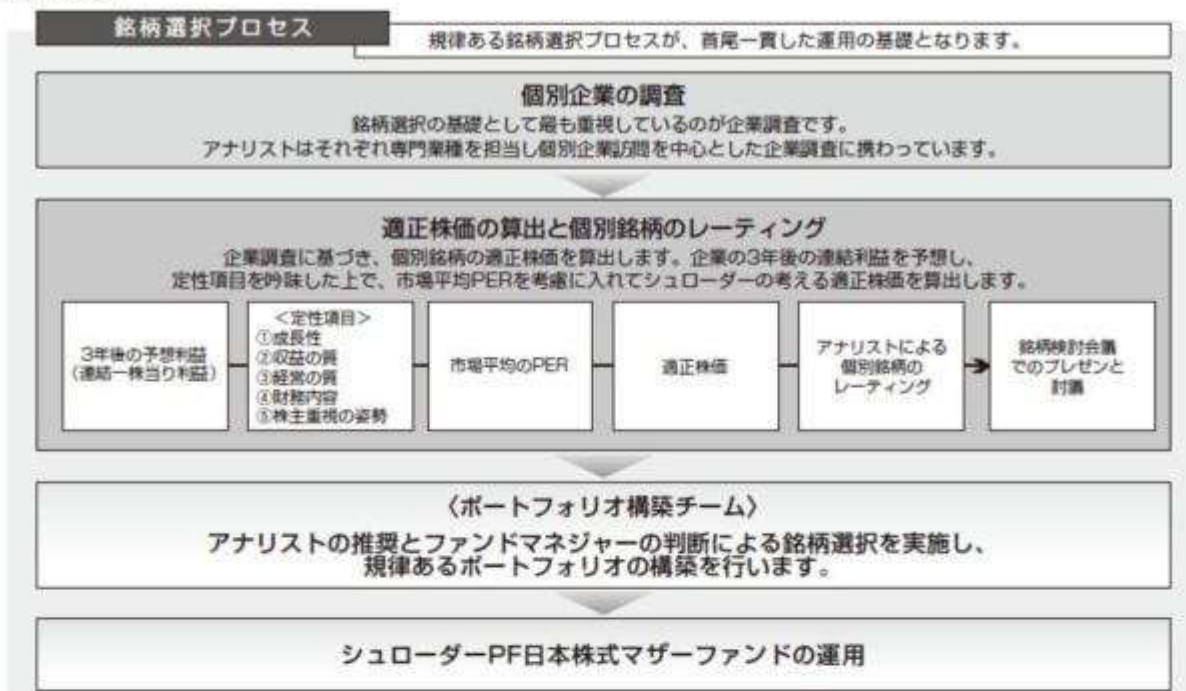 銘柄選択プロセス
規律ある銘柄選択プロセスが、首尾一貫した運用の基礎となります。
個別企業の調査
銘柄選択の基礎として最も重視しているのが企業調査です。
アナリストはそれぞれ専門業種を担当し個別企業訪問を中心とした企業調査に携わっています。
適正株価の算出と個別銘柄のレーティング
企業調査に基づき、個別銘柄の適正株価を算出します。企業の3年後の連結利益を予想し、
定性項目を吟味した上で、市場平均PERを考慮に入れてシュローダーの考える適正株価を算出します。
3年後の予想利益
(連結一株当り利益)
＜定性項目＞
①成長性
②収益の質
③経営の質
④財務内容
⑤株主重視の姿勢
市場平均のPER
適正株価
アナリストによる
個別銘柄の
レーティング
銘柄検討会議
でのプレゼンと
討議
〈ポートフォリオ構築チーム〉
アナリストの推奨とファンドマネジャーの判断による銘柄選択を実施し、
規律あるポートフォリオの構築を行います。
シュローダーPF日本株式マザーファンドの運用